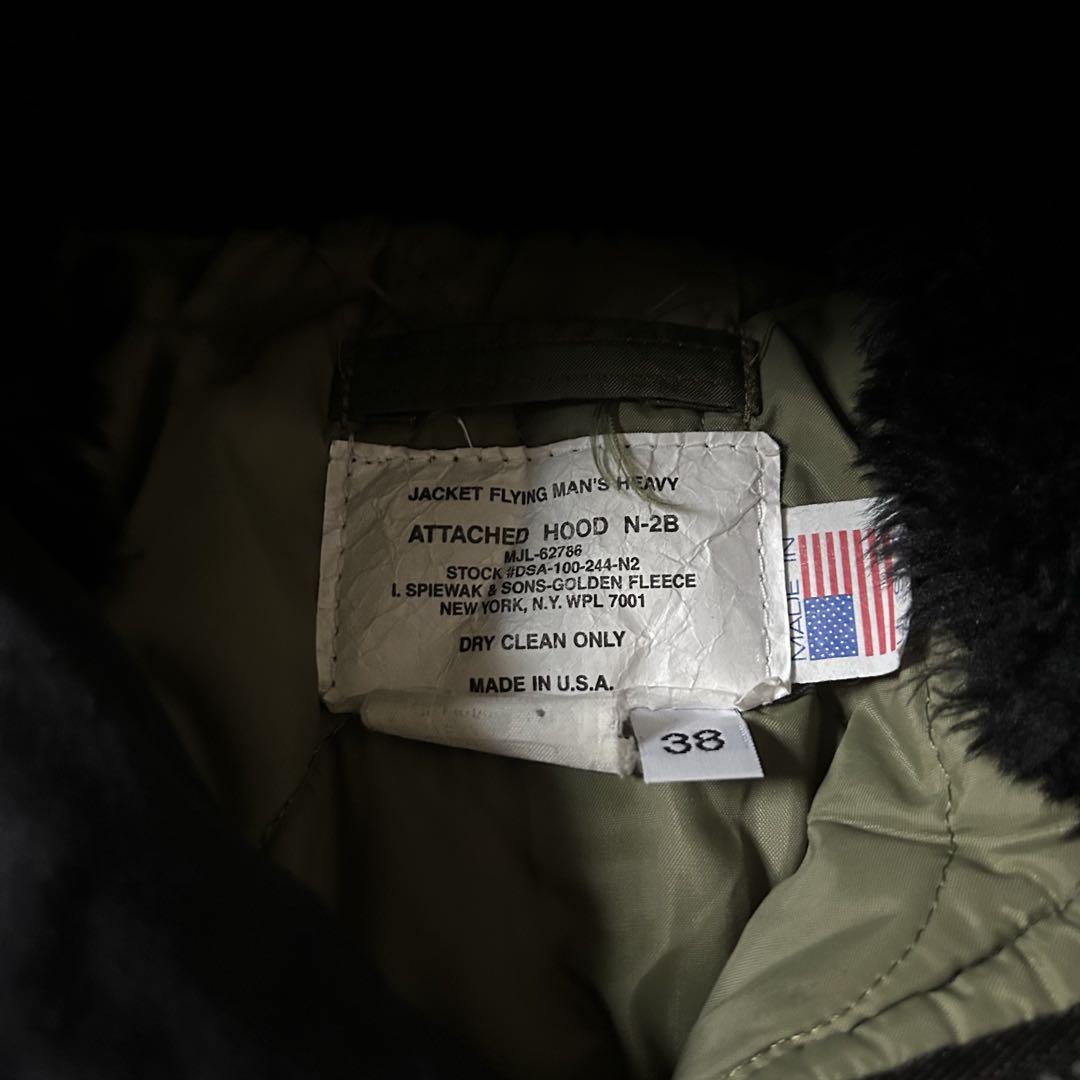 JACKET FLYING MAN'S HEAVY
ATTACHED HOOD N-2B
MJL-62786
STOCK #DSA-100-244-N2
I. SPIEWAK & SONS-GOLDEN FLEECE
NEW YORK, N.Y. WPL 7001
DRY CLEAN ONLY
MADE IN U.S.A.
38
MADE IN